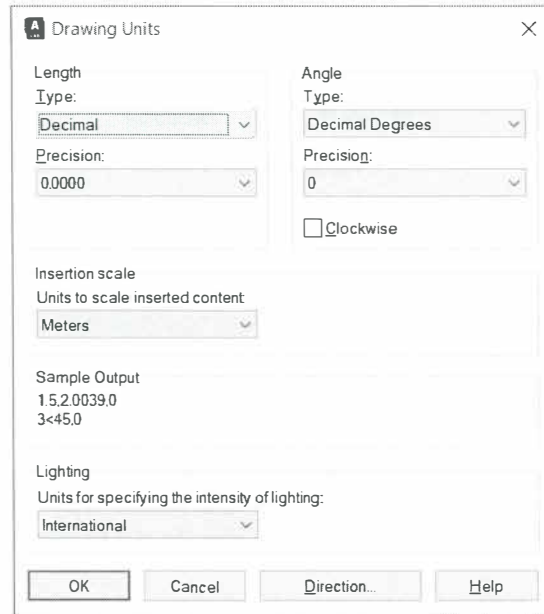 Drawing Units
Length
Type:
Decimal
Precision:
0.0000
Angle
Type:
Decimal Degrees
Precision:
0
Clockwise
Insertion scale
Units to scale inserted content:
Meters
Sample Output
1.5,2.0039,0
3<45,0
Lighting
Units for specifying the intensity of lighting:
International
OK
Cancel
Direction...
Help